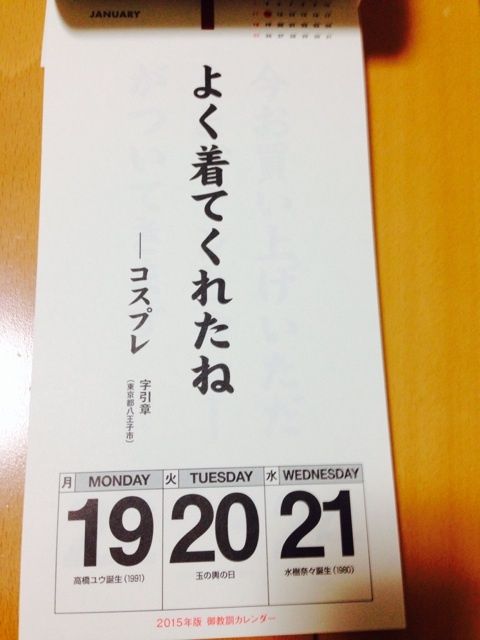 JANUARY
よく着てくれたね
―コスプレ
字引章
(東京都八王子市)
月 MONDAY 火 TUESDAY 水 WEDNESDAY
19 20 21
高橋ユウ誕生(1991) 玉の輿の日 水樹奈々誕生(1980)
2015年版 御教訓カレンダー